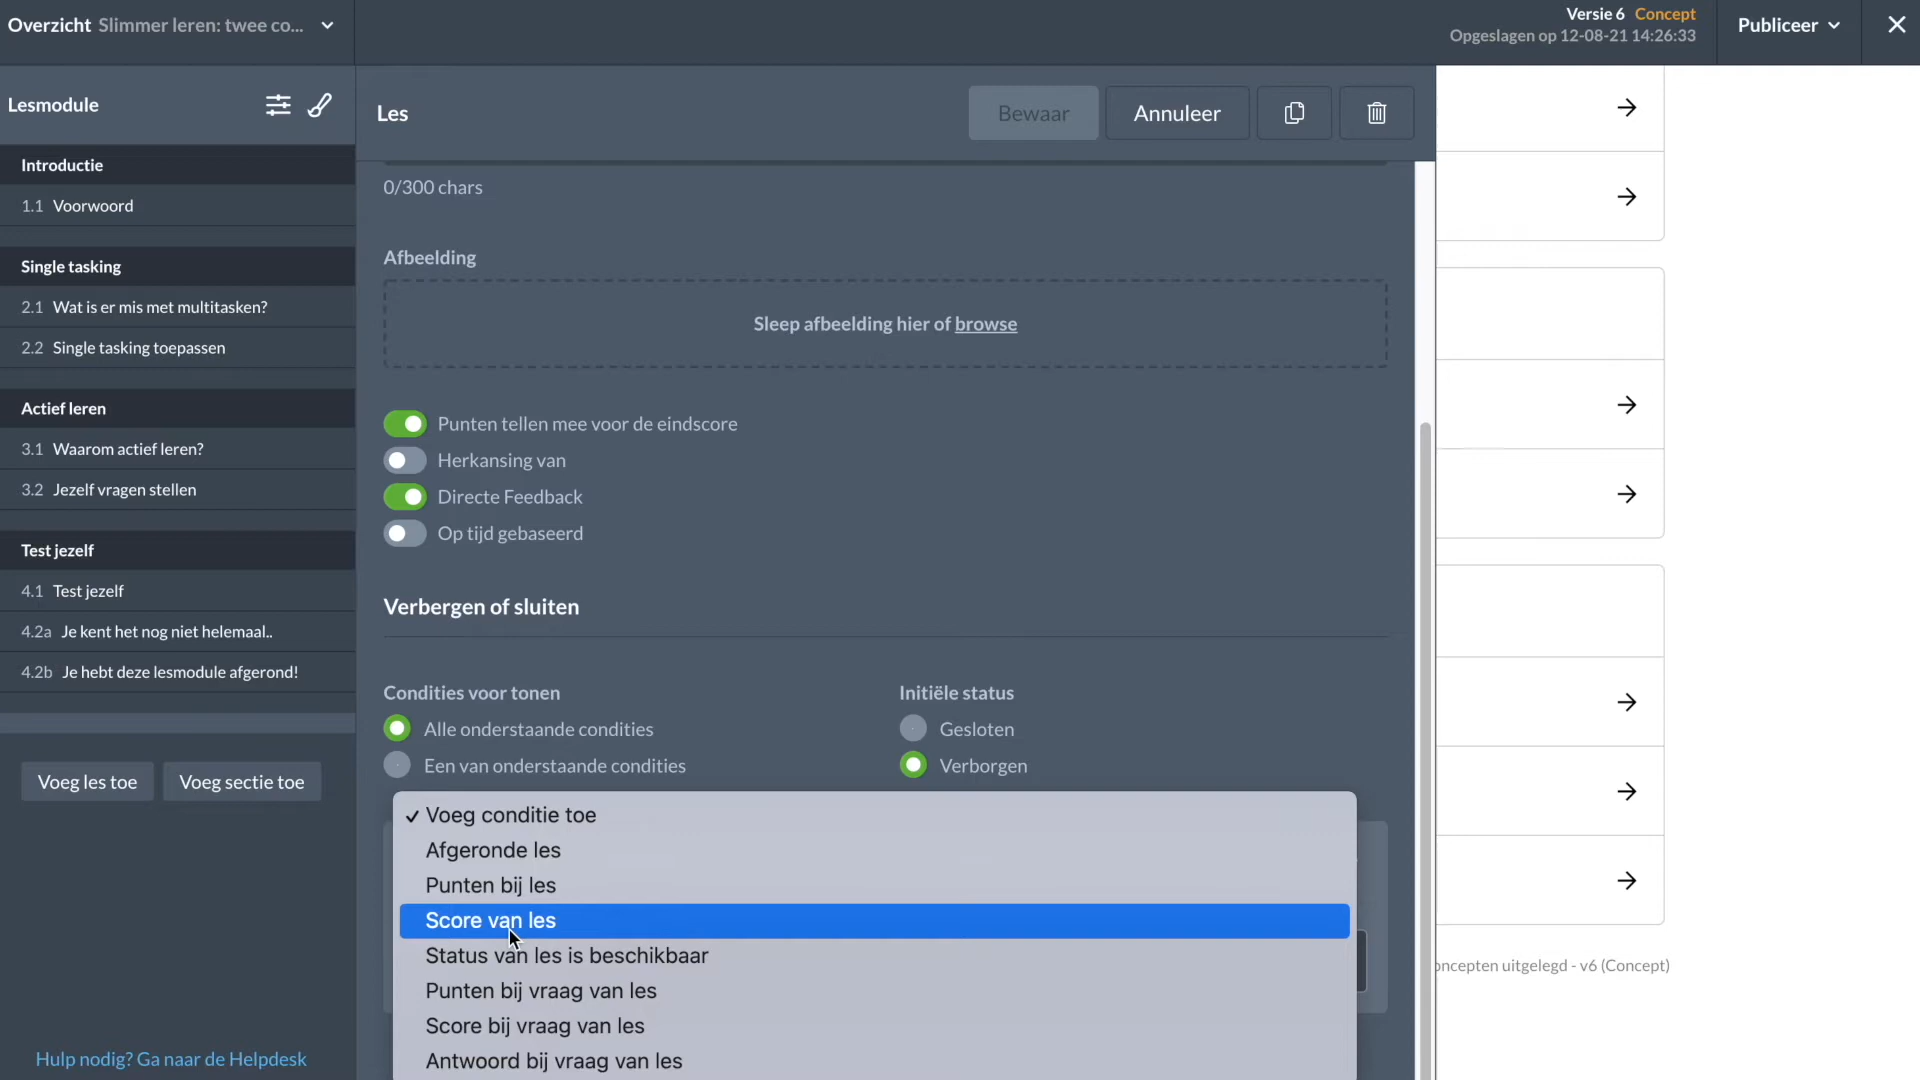 Overzicht Slimmer leren: twee co...
Versie 6 Concept
Opgeslagen op 12-08-21 14:26:33
Publiceer
Lesmodule
Introductie
1.1 Voorwoord
Single tasking
2.1 Wat is er mis met multitasken?
2.2 Single tasking toepassen
Actief leren
3.1 Waarom actief leren?
3.2 Jezelf vragen stellen
Test jezelf
4.1 Test jezelf
4.2a Je kent het nog niet helemaal..
4.2b Je hebt deze lesmodule afgerond!
Voeg les toe
Voeg sectie toe
Hulp nodig? Ga naar de Helpdesk
Les
Bewaar
Annuleer
0/300 chars
Afbeelding
Sleep afbeelding hier of browse
Punten tellen mee voor de eindscore
Herkansing van
Directe Feedback
Op tijd gebaseerd
Verbergen of sluiten
Condities voor tonen
Alle onderstaande condities
Een van onderstaande condities
Initiële status
Gesloten
Verborgen
Voeg conditie toe
Afgeronde les
Punten bij les
Score van les
Status van les is beschikbaar
Punten bij vraag van les
Score bij vraag van les
Antwoord bij vraag van les
oncepten uitgelegd - v6 (Concept)